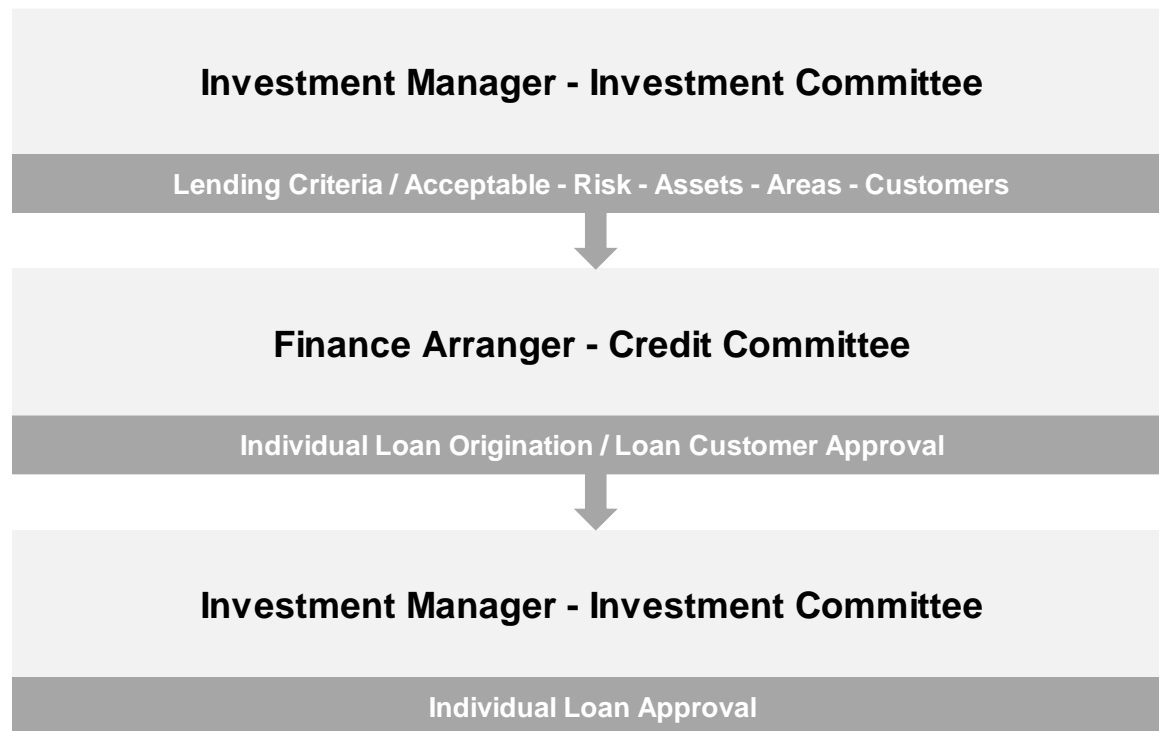 Investment Manager - Investment Committee
Lending Criteria / Acceptable - Risk - Assets - Areas - Customers
Finance Arranger - Credit Committee
Individual Loan Origination / Loan Customer Approval
Investment Manager - Investment Committee
Individual Loan Approval